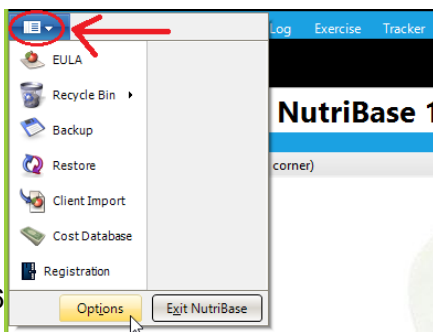 Log Exercise Tracker
EULA
Recycle Bin
NutriBase 1
Backup
Restore
corner)
Client Import
Cost Database
Registration
Options Exit NutriBase